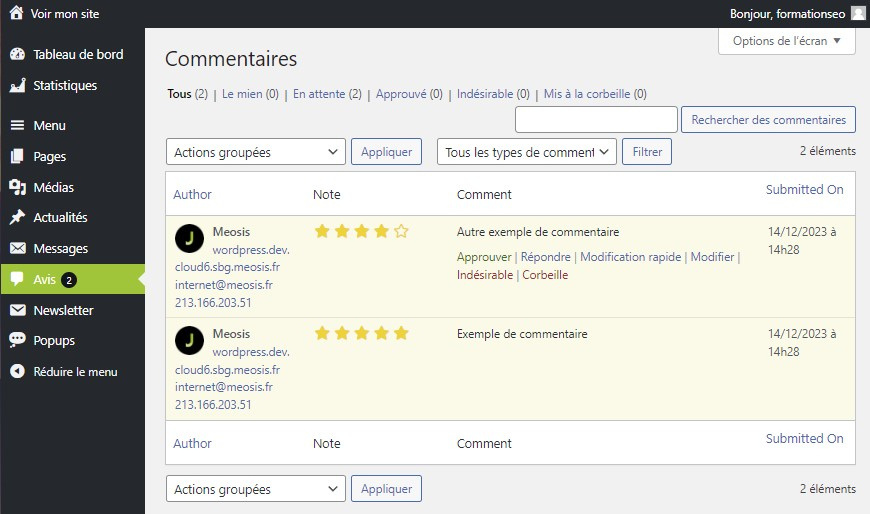 Voir mon site
Bonjour, formationseo
Tableau de bord
Statistiques
Menu
Pages
Médias
Actualités
Messages
Avis 2
Newsletter
Popups
Réduire le menu
Options de l'écran
Commentaires
Tous (2) | Le mien (0) | En attente (2) | Approuvé (0) | Indésirable (0) | Mis à la corbeille (0)
Rechercher des commentaires
Actions groupées
Appliquer
Tous les types de comment
Filtrer
2 éléments
Author
Note
Comment
Submitted On
Meosis
wordpress.dev.
cloud6.sbg.meosis.fr
internet@meosis.fr
213.166.203.51
Autre exemple de commentaire
Approuver | Répondre | Modification rapide | Modifier |
Indésirable | Corbeille
14/12/2023 à
14h28
Meosis
wordpress.dev.
cloud6.sbg.meosis.fr
internet@meosis.fr
213.166.203.51
Exemple de commentaire
14/12/2023 à
14h28
Author
Note
Comment
Submitted On
Actions groupées
Appliquer
2 éléments